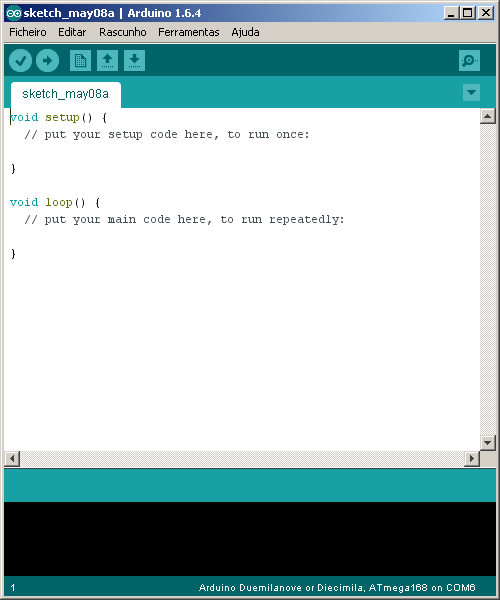 sketch_may08a | Arduino 1.6.4
Ficheiro Editar Rascunho Ferramentas Ajuda
sketch_may08a
void setup() {
  // put your setup code here, to run once:
}
void loop() {
  // put your main code here, to run repeatedly:
}
1 Arduino Duemilanove or Diecimila, ATmega168 on COM6